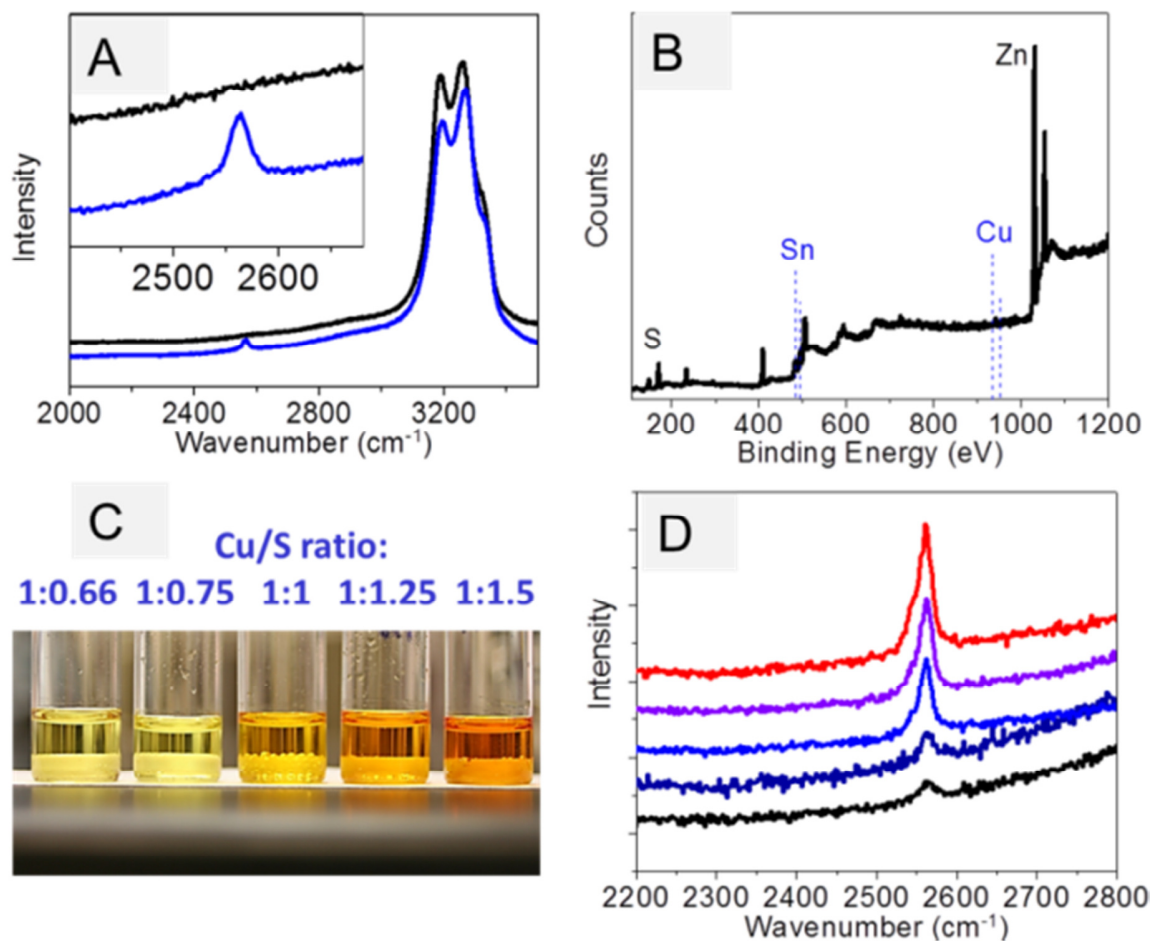 A
Intensity
2500 2600
2000 2400 2800 3200
Wavenumber (cm⁻¹)
B
Counts
S
Sn
Cu
Zn
200 400 600 800 1000 1200
Binding Energy (eV)
C
Cu/S ratio:
1:0.66 1:0.75 1:1 1:1.25 1:1.5
D
Intensity
2200 2300 2400 2500 2600 2700 2800
Wavenumber (cm⁻¹)